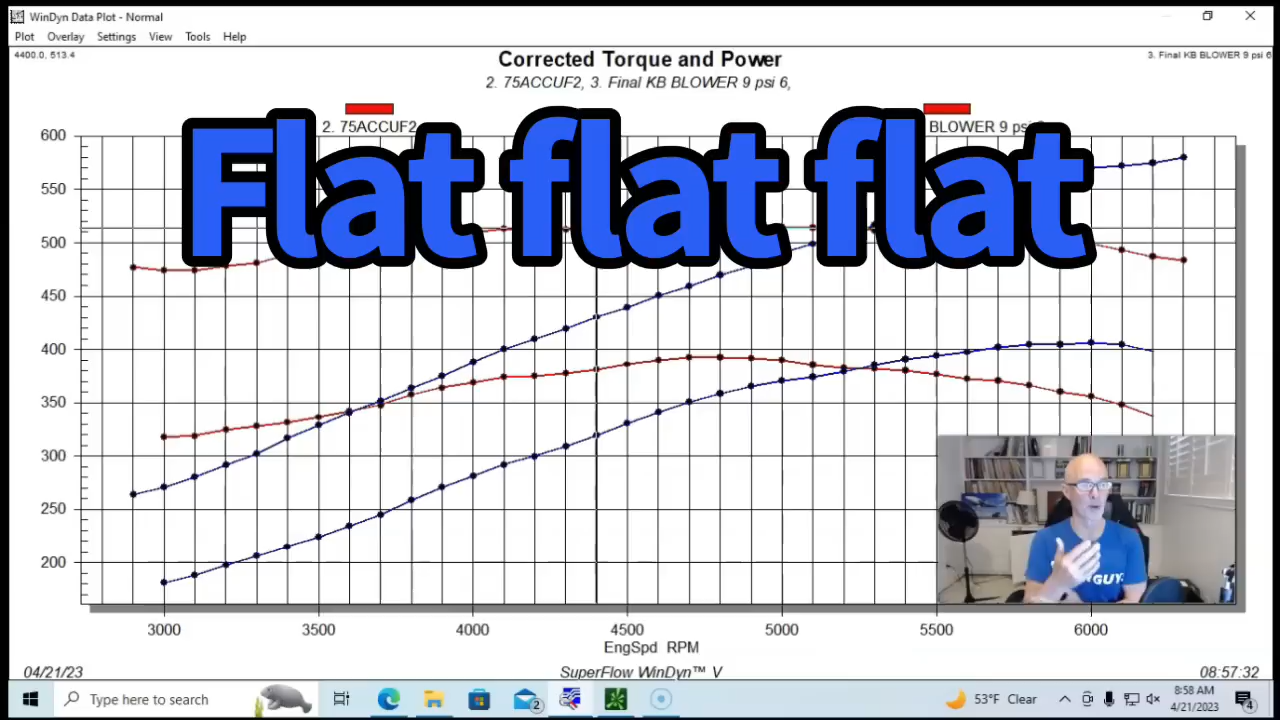 WinDyn Data Plot - Normal
Plot Overlay Settings View Tools Help
4400.0, 513.4
3. Final KB BLOWER 9 psi 6
Corrected Torque and Power
2. 75ACCUF2, 3. Final KB BLOWER 9 psi 6,
2. 75ACCUF2
BLOWER 9 psi
Flat flat flat
600
550
500
450
400
350
300
250
200
3000 3500 4000 4500 5000 5500 6000
EngSpd RPM
GUY
04/21/23 SuperFlow WinDyn™ V 08:57:32
Type here to search
2
53°F Clear
8:58 AM
4/21/2023
4